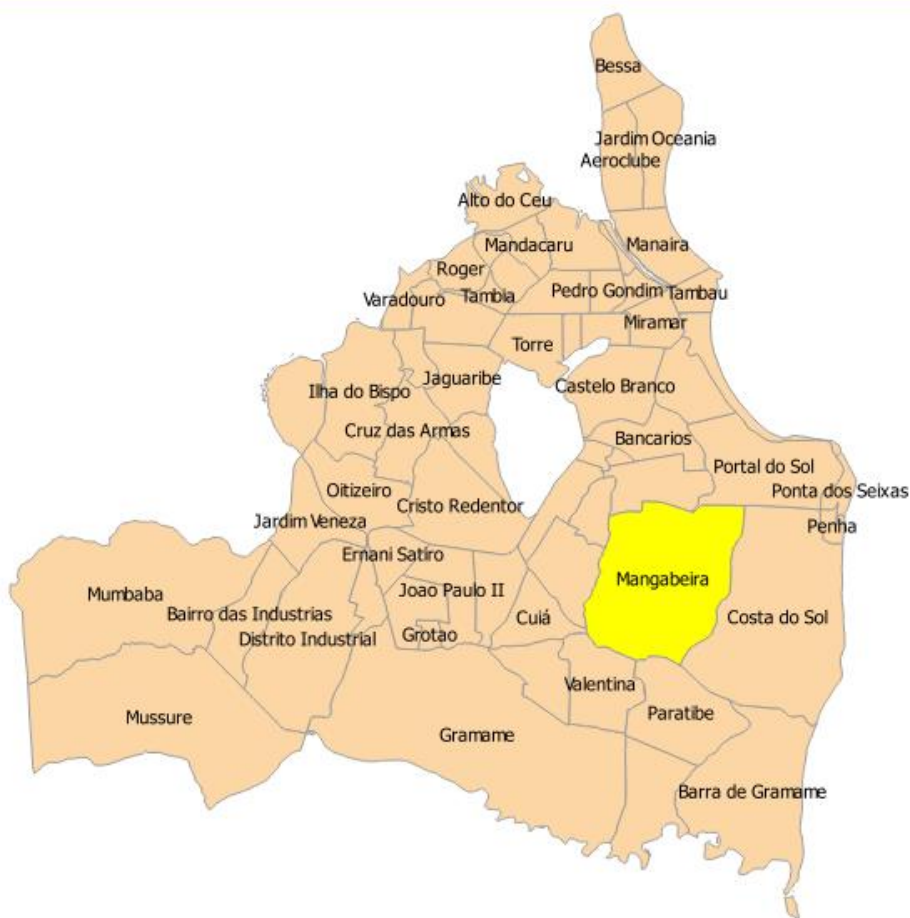 Bessa
Jardim Oceania
Aeroclube
Alto do Ceu
Mandacaru
Manaira
Roger
Pedro Gondim
Tambau
Varadouro
Tambla
Miramar
Torre
Jaguaribe
Castelo Branco
Ilha do Bispo
Cruz das Armas
Bancarios
Portal do Sol
Oitizeiro
Ponta dos Seixas
Cristo Redentor
Jardim Veneza
Penha
Ernani Satiro
Mangabeira
Joao Paulo II
Mumbaba
Bairro das Industrias
Cuiá
Costa do Sol
Distrito Industrial
Grotao
Valentina
Mussure
Paratibe
Gramame
Barra de Gramame